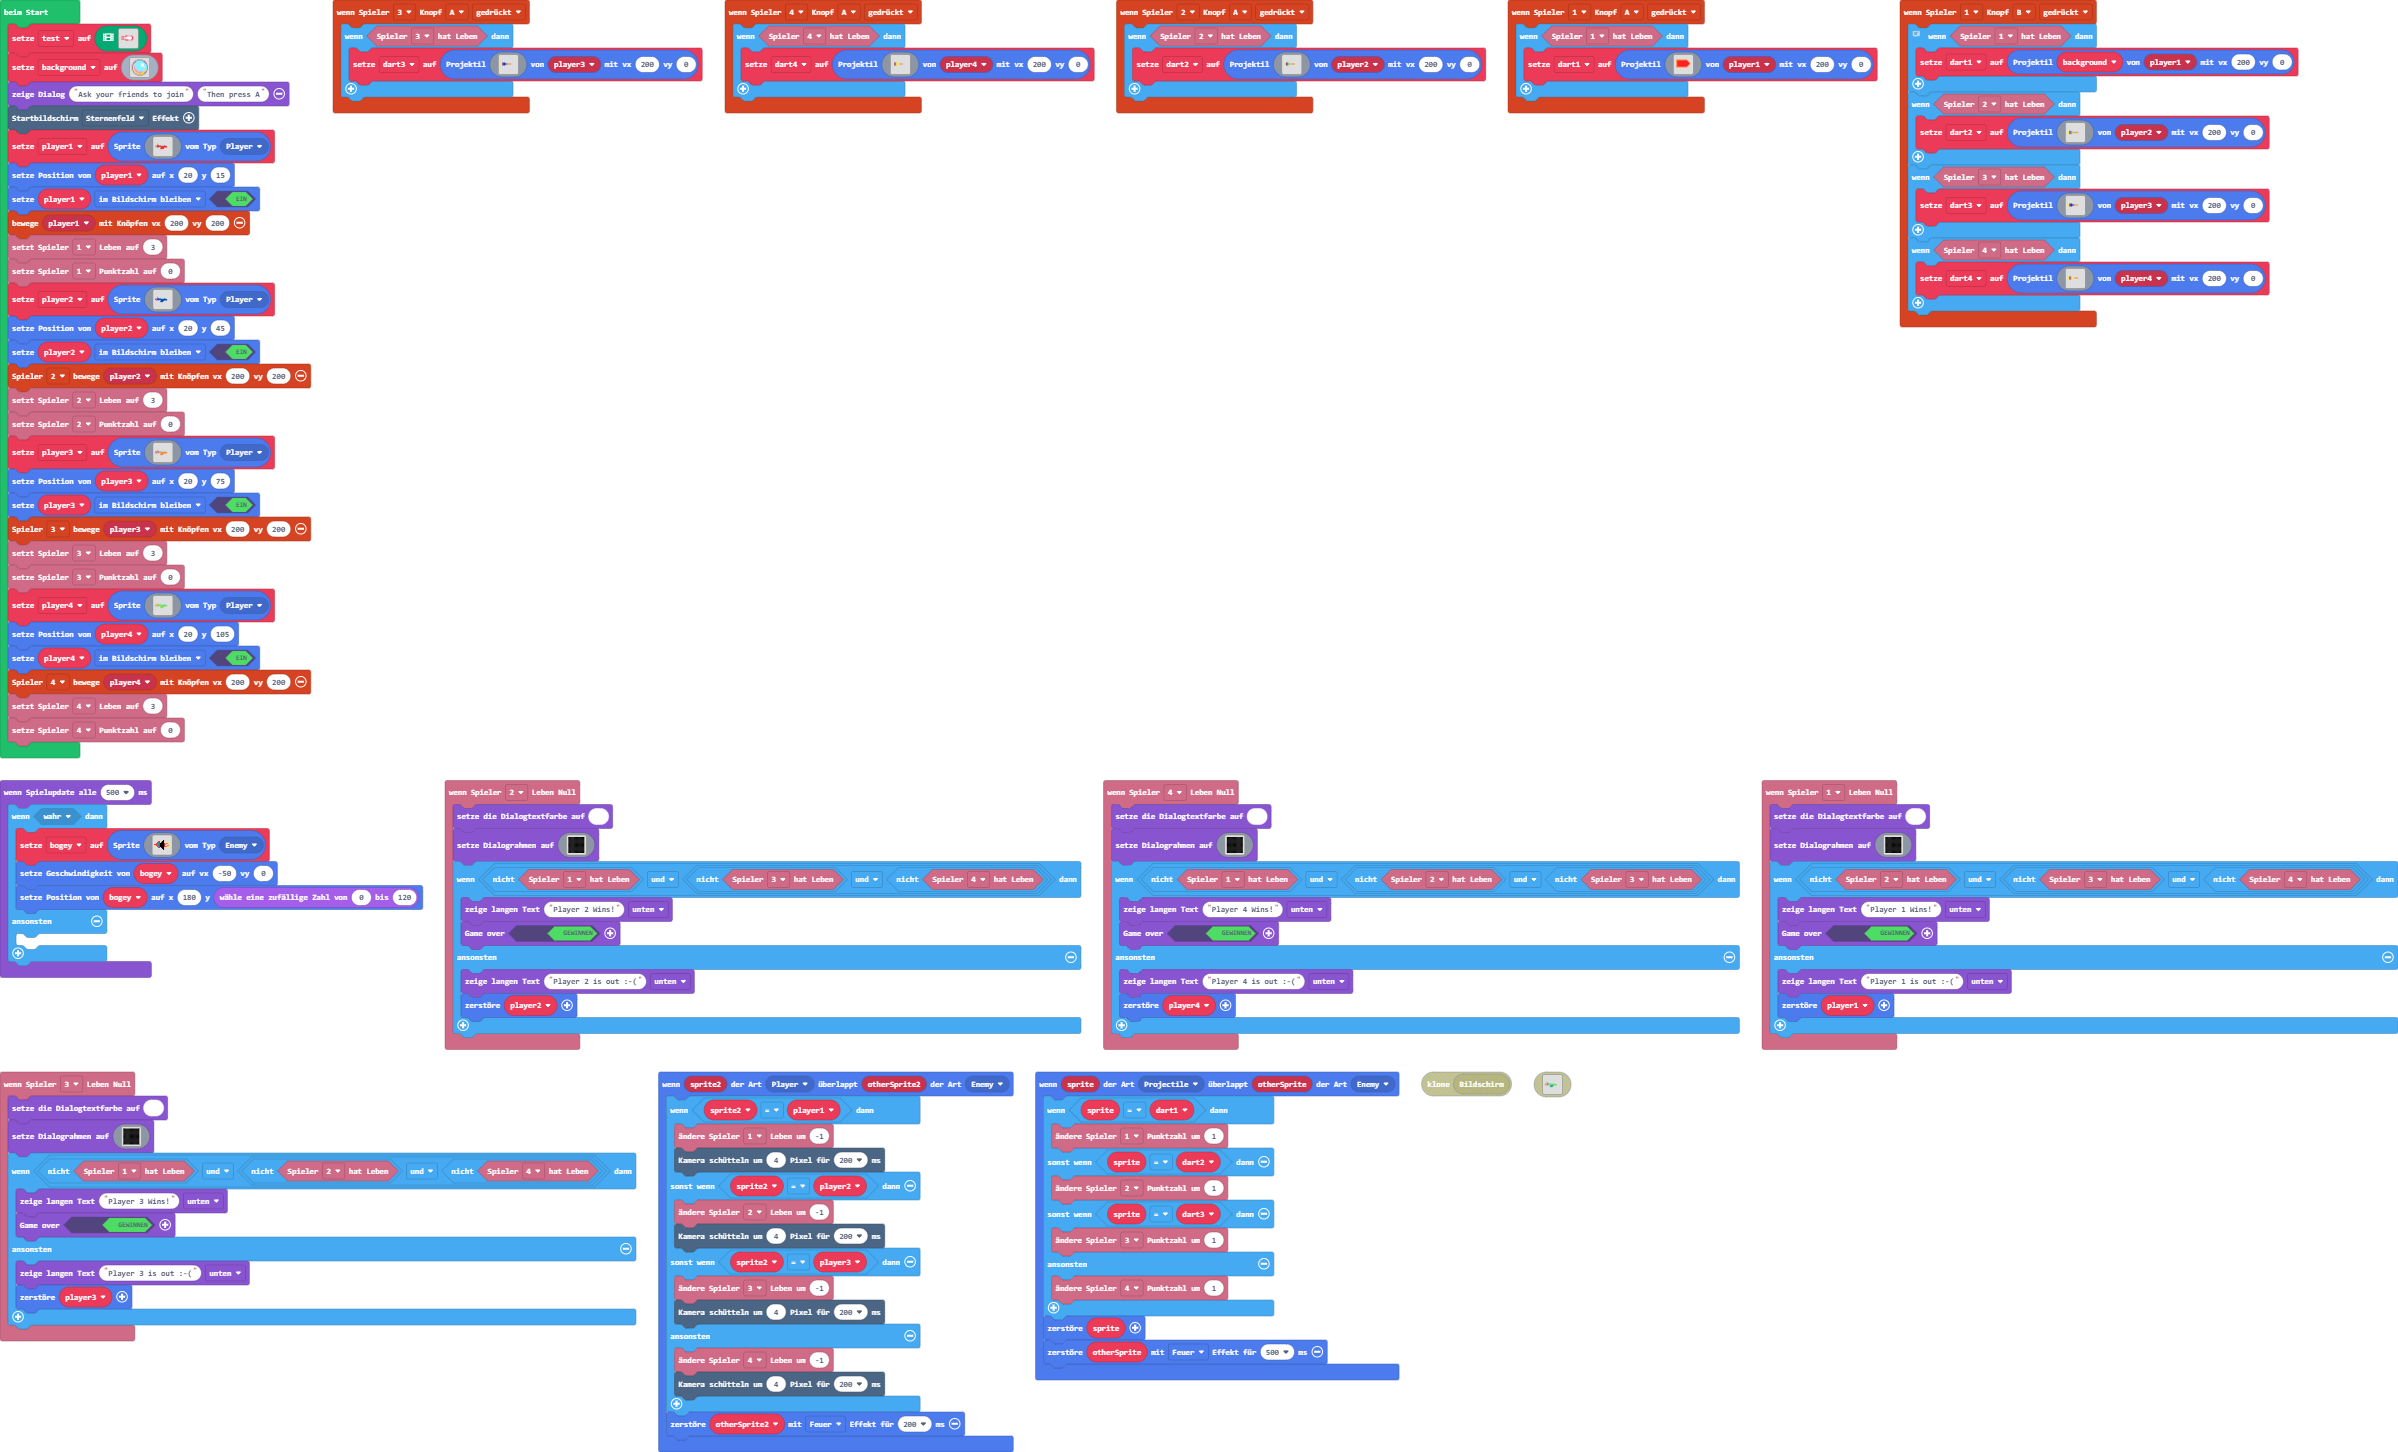 beim Start
setze test auf
setze background auf
zeige Dialog "Ask your friends to join" "Then press A"
Startbildschirm Sternenfeld Effekt
setze player1 auf Sprite vom Typ Player
setze Position von player1 auf x 20 y 15
setze player1 im Bildschirm bleiben EIN
bewege player1 mit Knöpfen vx 200 vy 200
setzt Spieler 1 Leben auf 3
setze Spieler 1 Punktzahl auf 0
setze player2 auf Sprite vom Typ Player
setze Position von player2 auf x 20 y 45
setze player2 im Bildschirm bleiben EIN
Spieler 2 bewege player2 mit Knöpfen vx 200 vy 200
setzt Spieler 2 Leben auf 3
setze Spieler 2 Punktzahl auf 0
setze player3 auf Sprite vom Typ Player
setze Position von player3 auf x 20 y 75
setze player3 im Bildschirm bleiben EIN
Spieler 3 bewege player3 mit Knöpfen vx 200 vy 200
setzt Spieler 3 Leben auf 3
setze Spieler 3 Punktzahl auf 0
setze player4 auf Sprite vom Typ Player
setze Position von player4 auf x 20 y 105
setze player4 im Bildschirm bleiben EIN
Spieler 4 bewege player4 mit Knöpfen vx 200 vy 200
setzt Spieler 4 Leben auf 3
setze Spieler 4 Punktzahl auf 0
wenn Spieler 3 Knopf A gedrückt
wenn Spieler 3 hat Leben dann
setze dart3 auf Projektil von player3 mit vx 200 vy 0
wenn Spieler 4 Knopf A gedrückt
wenn Spieler 4 hat Leben dann
setze dart4 auf Projektil von player4 mit vx 200 vy 0
wenn Spieler 2 Knopf A gedrückt
wenn Spieler 2 hat Leben dann
setze dart2 auf Projektil von player2 mit vx 200 vy 0
wenn Spieler 1 Knopf A gedrückt
wenn Spieler 1 hat Leben dann
setze dart1 auf Projektil von player1 mit vx 200 vy 0
wenn Spieler 1 Knopf B gedrückt
wenn Spieler 1 hat Leben dann
setze dart1 auf Projektil background von player1 mit vx 200 vy 0
wenn Spieler 2 hat Leben dann
setze dart2 auf Projektil von player2 mit vx 200 vy 0
wenn Spieler 3 hat Leben dann
setze dart3 auf Projektil von player3 mit vx 200 vy 0
wenn Spieler 4 hat Leben dann
setze dart4 auf Projektil von player4 mit vx 200 vy 0
wenn Spielupdate alle 500 ms
wenn wahr dann
setze bogey auf Sprite vom Typ Enemy
setze Geschwindigkeit von bogey auf vx -50 vy 0
setze Position von bogey auf x 180 y wähle eine zufällige Zahl von 0 bis 120
ansonsten
wenn Spieler 2 Leben Null
setze die Dialogtextfarbe auf
setze Dialograhmen auf
wenn nicht Spieler 1 hat Leben und nicht Spieler 3 hat Leben und nicht Spieler 4 hat Leben dann
zeige langen Text "Player 2 Wins!" unten
Game over GEWINNEN
ansonsten
zeige langen Text "Player 2 is out :-(" unten
zerstöre player2
wenn Spieler 4 Leben Null
setze die Dialogtextfarbe auf
setze Dialograhmen auf
wenn nicht Spieler 1 hat Leben und nicht Spieler 2 hat Leben und nicht Spieler 3 hat Leben dann
zeige langen Text "Player 4 Wins!" unten
Game over GEWINNEN
ansonsten
zeige langen Text "Player 4 is out :-(" unten
zerstöre player4
wenn Spieler 1 Leben Null
setze die Dialogtextfarbe auf
setze Dialograhmen auf
wenn nicht Spieler 2 hat Leben und nicht Spieler 3 hat Leben und nicht Spieler 4 hat Leben dann
zeige langen Text "Player 1 Wins!" unten
Game over GEWINNEN
ansonsten
zeige langen Text "Player 1 is out :-(" unten
zerstöre player1
wenn Spieler 3 Leben Null
setze die Dialogtextfarbe auf
setze Dialograhmen auf
wenn nicht Spieler 1 hat Leben und nicht Spieler 2 hat Leben und nicht Spieler 4 hat Leben dann
zeige langen Text "Player 3 Wins!" unten
Game over GEWINNEN
ansonsten
zeige langen Text "Player 3 is out :-(" unten
zerstöre player3
wenn sprite2 der Art Player überlappt otherSprite2 der Art Enemy
wenn sprite2 = player1 dann
ändere Spieler 1 Leben um -1
Kamera schütteln um 4 Pixel für 200 ms
sonst wenn sprite2 = player2 dann
ändere Spieler 2 Leben um -1
Kamera schütteln um 4 Pixel für 200 ms
sonst wenn sprite2 = player3 dann
ändere Spieler 3 Leben um -1
Kamera schütteln um 4 Pixel für 200 ms
ansonsten
ändere Spieler 4 Leben um -1
Kamera schütteln um 4 Pixel für 200 ms
zerstöre otherSprite2 mit Feuer Effekt für 200 ms
wenn sprite der Art Projectile überlappt otherSprite der Art Enemy
wenn sprite = dart1 dann
ändere Spieler 1 Punktzahl um 1
sonst wenn sprite = dart2 dann
ändere Spieler 2 Punktzahl um 1
sonst wenn sprite = dart3 dann
ändere Spieler 3 Punktzahl um 1
ansonsten
ändere Spieler 4 Punktzahl um 1
zerstöre sprite
zerstöre otherSprite mit Feuer Effekt für 500 ms
klone Bildschirm